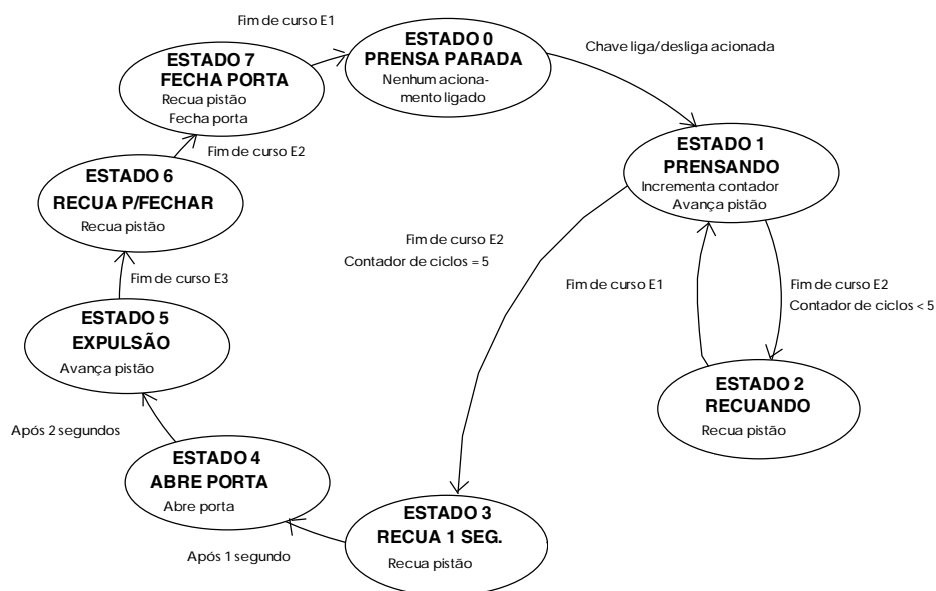 Fim de curso E1
ESTADO 0
PRENSA PARADA
Nenhum aciona-
mento ligado
Chave liga/desliga acionada
ESTADO 7
FECHA PORTA
Recua pistão
Fecha porta
Fim de curso E2
ESTADO 1
PRENSANDO
Incrementa contador
Avança pistão
ESTADO 6
RECUA P/FECHAR
Recua pistão
Fim de curso E2
Contador de ciclos = 5
Fim de curso E1
Fim de curso E2
Contador de ciclos < 5
Fim de curso E3
ESTADO 5
EXPULSÃO
Avança pistão
ESTADO 2
RECUANDO
Recua pistão
Após 2 segundos
ESTADO 4
ABRE PORTA
Abre porta
Após 1 segundo
ESTADO 3
RECUA 1 SEG.
Recua pistão